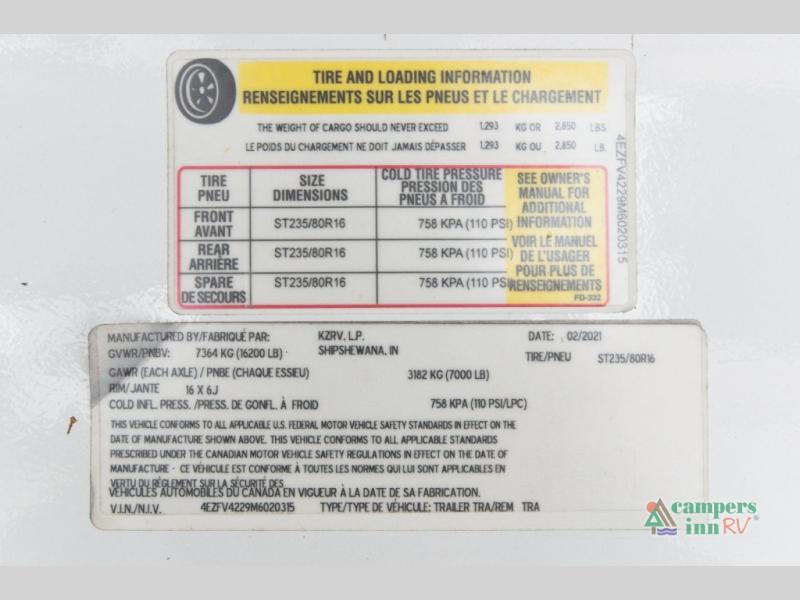 TIRE AND LOADING INFORMATION
RENSEIGNEMENTS SUR LES PNEUS ET LE CHARGEMENT
THE WEIGHT OF CARGO SHOULD NEVER EXCEED 1,293 KG OR 2,850 LBS.
LE POIDS DU CHARGEMENT NE DOIT JAMAIS DÉPASSER 1,293 KG OU 2,850 LB.
TIRE
PNEU
SIZE
DIMENSIONS
COLD TIRE PRESSURE
PRESSION DES
PNEUS A FROID
FRONT
AVANT
ST235/80R16
758 KPA (110 PSI)
REAR
ARRIÈRE
ST235/80R16
758 KPA (110 PSI)
SPARE
DE SECOURS
ST235/80R16
758 KPA (110 PSI)
SEE OWNER'S
MANUAL FOR
ADDITIONAL
INFORMATION
VOIR LE MANUEL
DE L'USAGER
POUR PLUS DE
RENSEIGNEMENTS
FD-332
4EZFV4229M6020315
MANUFACTURED BY/FABRIQUÉ PAR: KZRV, L.P. DATE: 02/2021
GVWR/PNBV: 7364 KG (16200 LB) SHIPSHEWANA, IN TIRE/PNEU ST235/80R16
GAWR (EACH AXLE) / PNBE (CHAQUE ESSIEU) 3182 KG (7000 LB)
RIM/JANTE 16 X 6J
COLD INFL. PRESS. /PRESS. DE GONFL. À FROID 758 KPA (110 PSI/LPC)
THIS VEHICLE CONFORMS TO ALL APPLICABLE U.S. FEDERAL MOTOR VEHICLE SAFETY STANDARDS IN EFFECT ON THE
DATE OF MANUFACTURE SHOWN ABOVE. THIS VEHICLE CONFORMS TO ALL APPLICABLE STANDARDS
PRESCRIBED UNDER THE CANADIAN MOTOR VEHICLE SAFETY REGULATIONS IN EFFECT ON THE DATE OF
MANUFACTURE - CE VÉHICULE EST CONFORME À TOUTES LES NORMES QUI LUI SONT APPLICABLES EN
VERTU DU RÈGLEMENT SUR LA SÉCURITÉ DES
VÉHICULES AUTOMOBILES DU CANADA EN VIGUEUR À LA DATE DE SA FABRICATION.
V.I.N./N.I.V. 4EZFV4229M6020315 TYPE/TYPE DE VÉHICULE: TRAILER TRA/REM TRA
campers
inn RV®